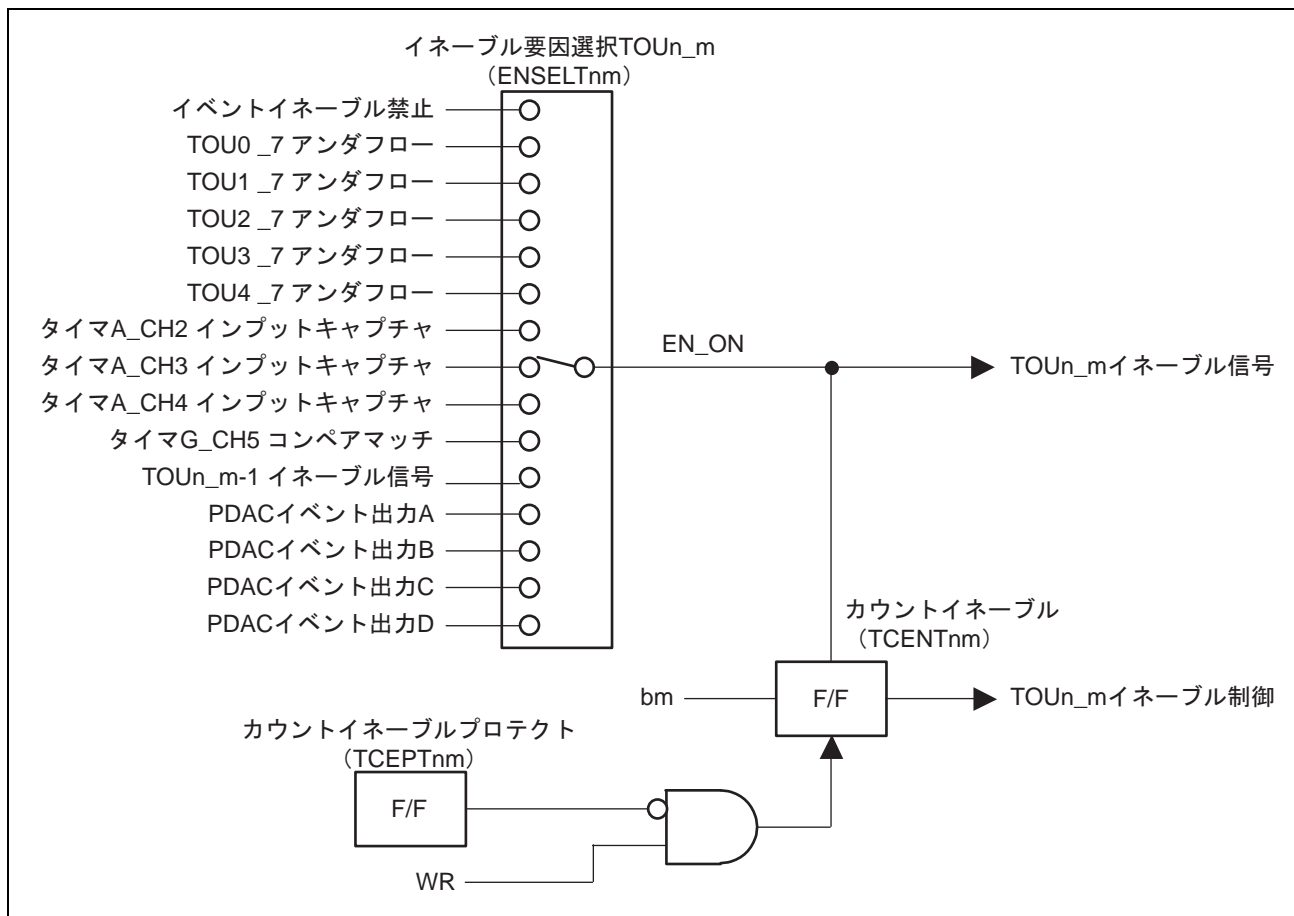 イネーブル要因選択TOUn_m
（ENSELTnm）
イベントイネーブル禁止
TOU0 _7 アンダフロー
TOU1 _7 アンダフロー
TOU2 _7 アンダフロー
TOU3 _7 アンダフロー
TOU4 _7 アンダフロー
タイマA_CH2 インプットキャプチャ
タイマA_CH3 インプットキャプチャ
タイマA_CH4 インプットキャプチャ
タイマG_CH5 コンペアマッチ
TOUn_m-1 イネーブル信号
PDACイベント出力A
PDACイベント出力B
PDACイベント出力C
PDACイベント出力D
EN_ON
TOUn_mイネーブル信号
カウントイネーブル
（TCENTnm）
bm
F/F
TOUn_mイネーブル制御
カウントイネーブルプロテクト
（TCEPTnm）
F/F
WR